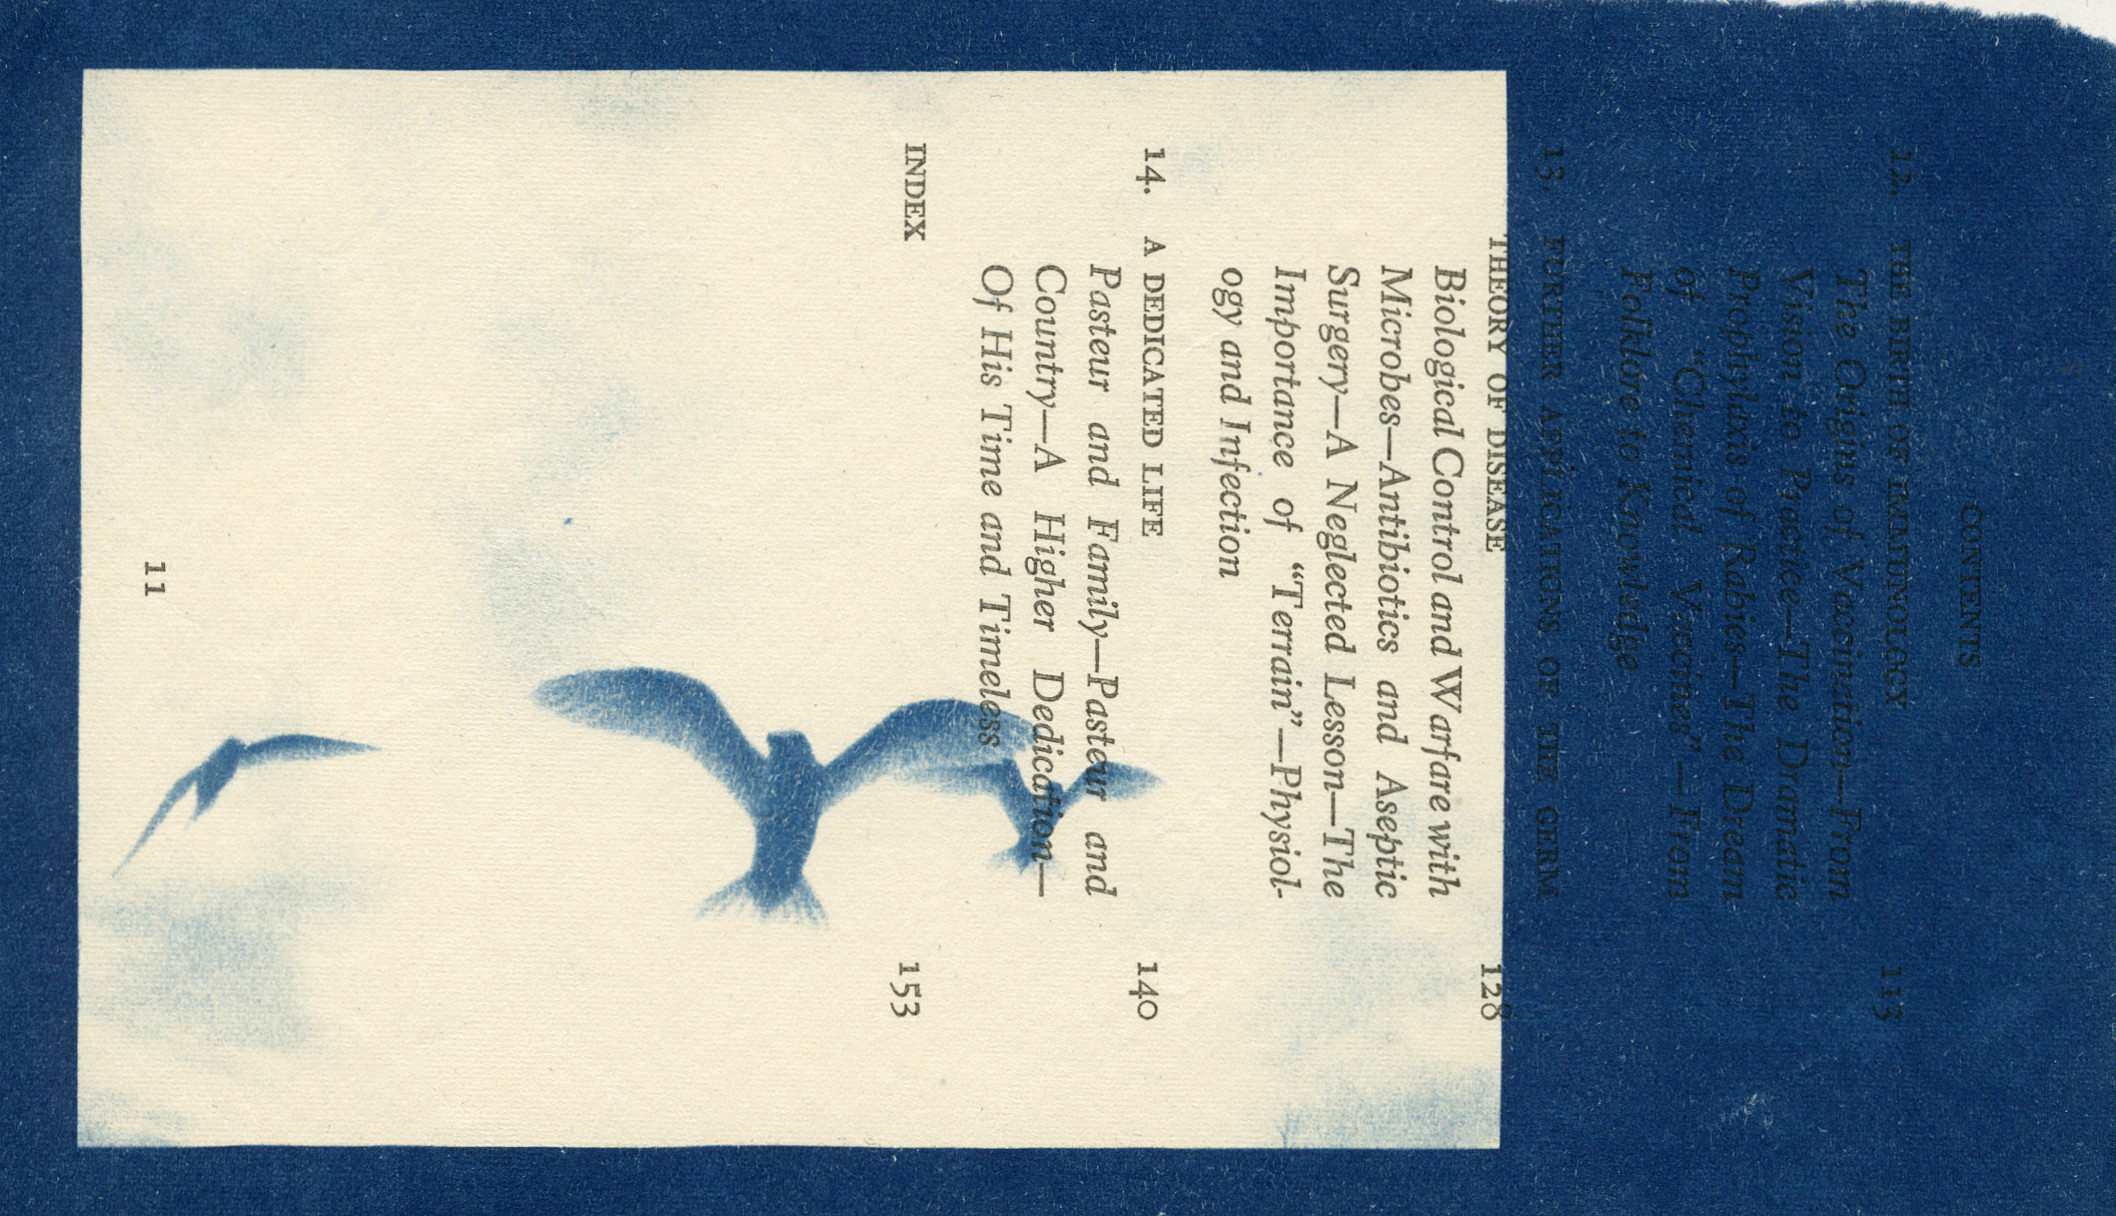 CONTENTS
12. THE BIRTH OF IMMUNOLOGY 113
The Origins of Vaccination—From
Vision to Practice—The Dramatic
Prophylaxis of Rabies—The Dream
of “Chemical Vaccines”—From
Folklore to Knowledge
13. FURTHER APPLICATIONS OF THE GERM
THEORY OF DISEASE 128
Biological Control and Warfare with
Microbes—Antibiotics and Aseptic
Surgery—A Neglected Lesson—The
Importance of “Terrain”—Physiol-
ogy and Infection
14. A DEDICATED LIFE 140
Pasteur and Family—Pasteur and
Country—A Higher Dedication—
Of His Time and Timeless
INDEX 153
11